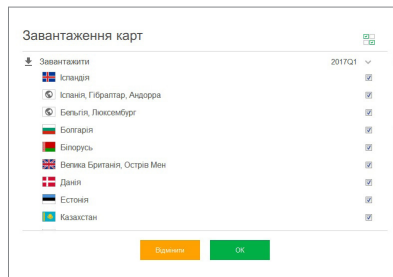 Завантаження карт
Завантажити 2017Q1
Ісландія
Іспанія, Гібралтар, Андорра
Бельгія, Люксембург
Болгарія
Білорусь
Велика Британія, Острів Мен
Данія
Естонія
Казахстан
Відмінити OK